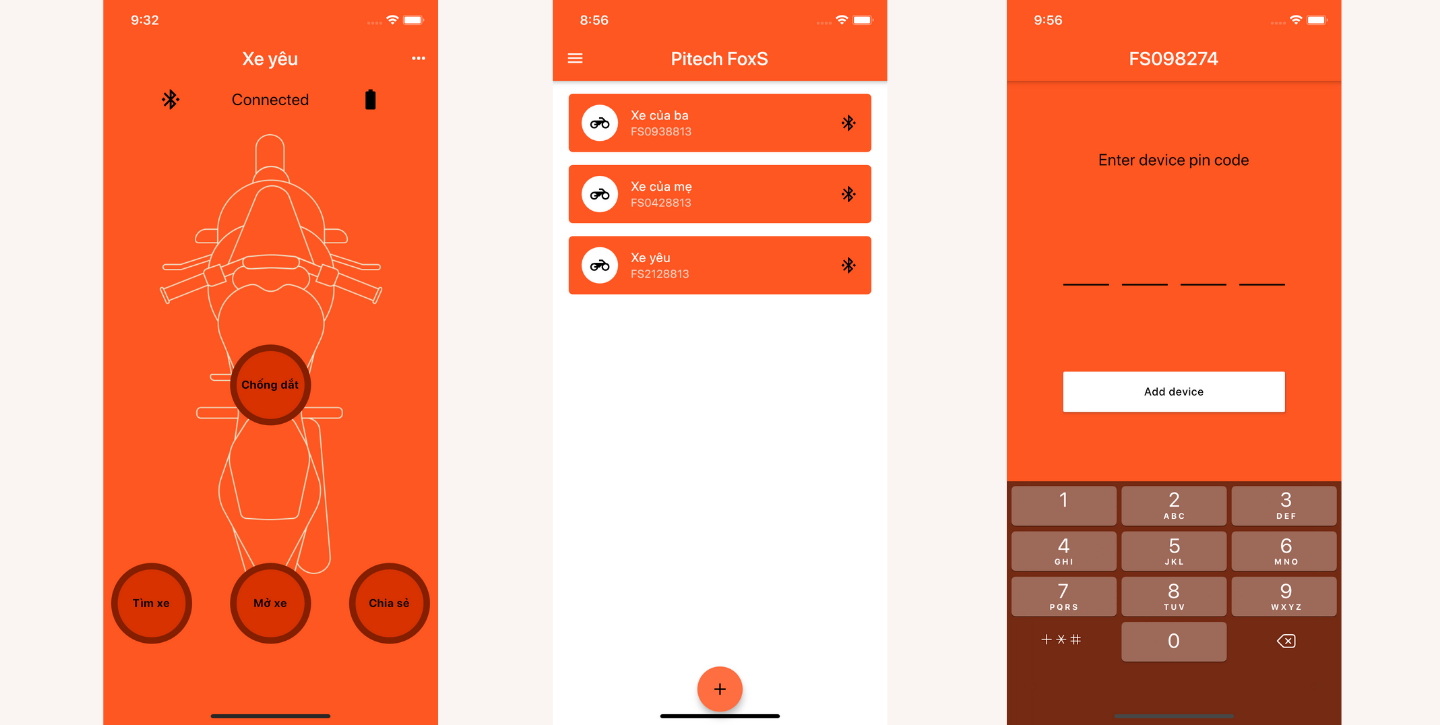 9:32
Xe yêu
Connected
Chống dắt
Tìm xe
Mở xe
Chia sẻ
8:56
Pitech FoxS
Xe của ba
FS0938813
Xe của mẹ
FS0428813
Xe yêu
FS2128813
+
9:56
FS098274
Enter device pin code
Add device
1
2 ABC
3 DEF
4 GHI
5 JKL
6 MNO
7 PQRS
8 TUV
9 WXYZ
+ * #
0